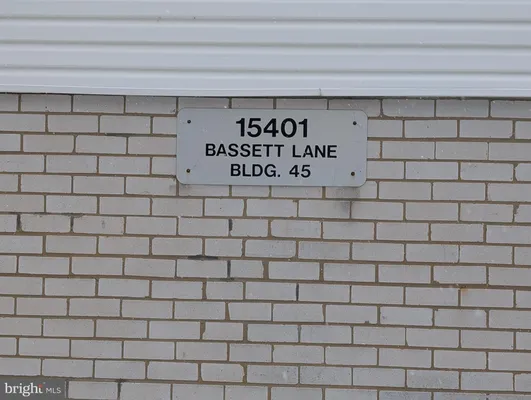 15401
BASSETT LANE
BLDG. 45
bright MLS